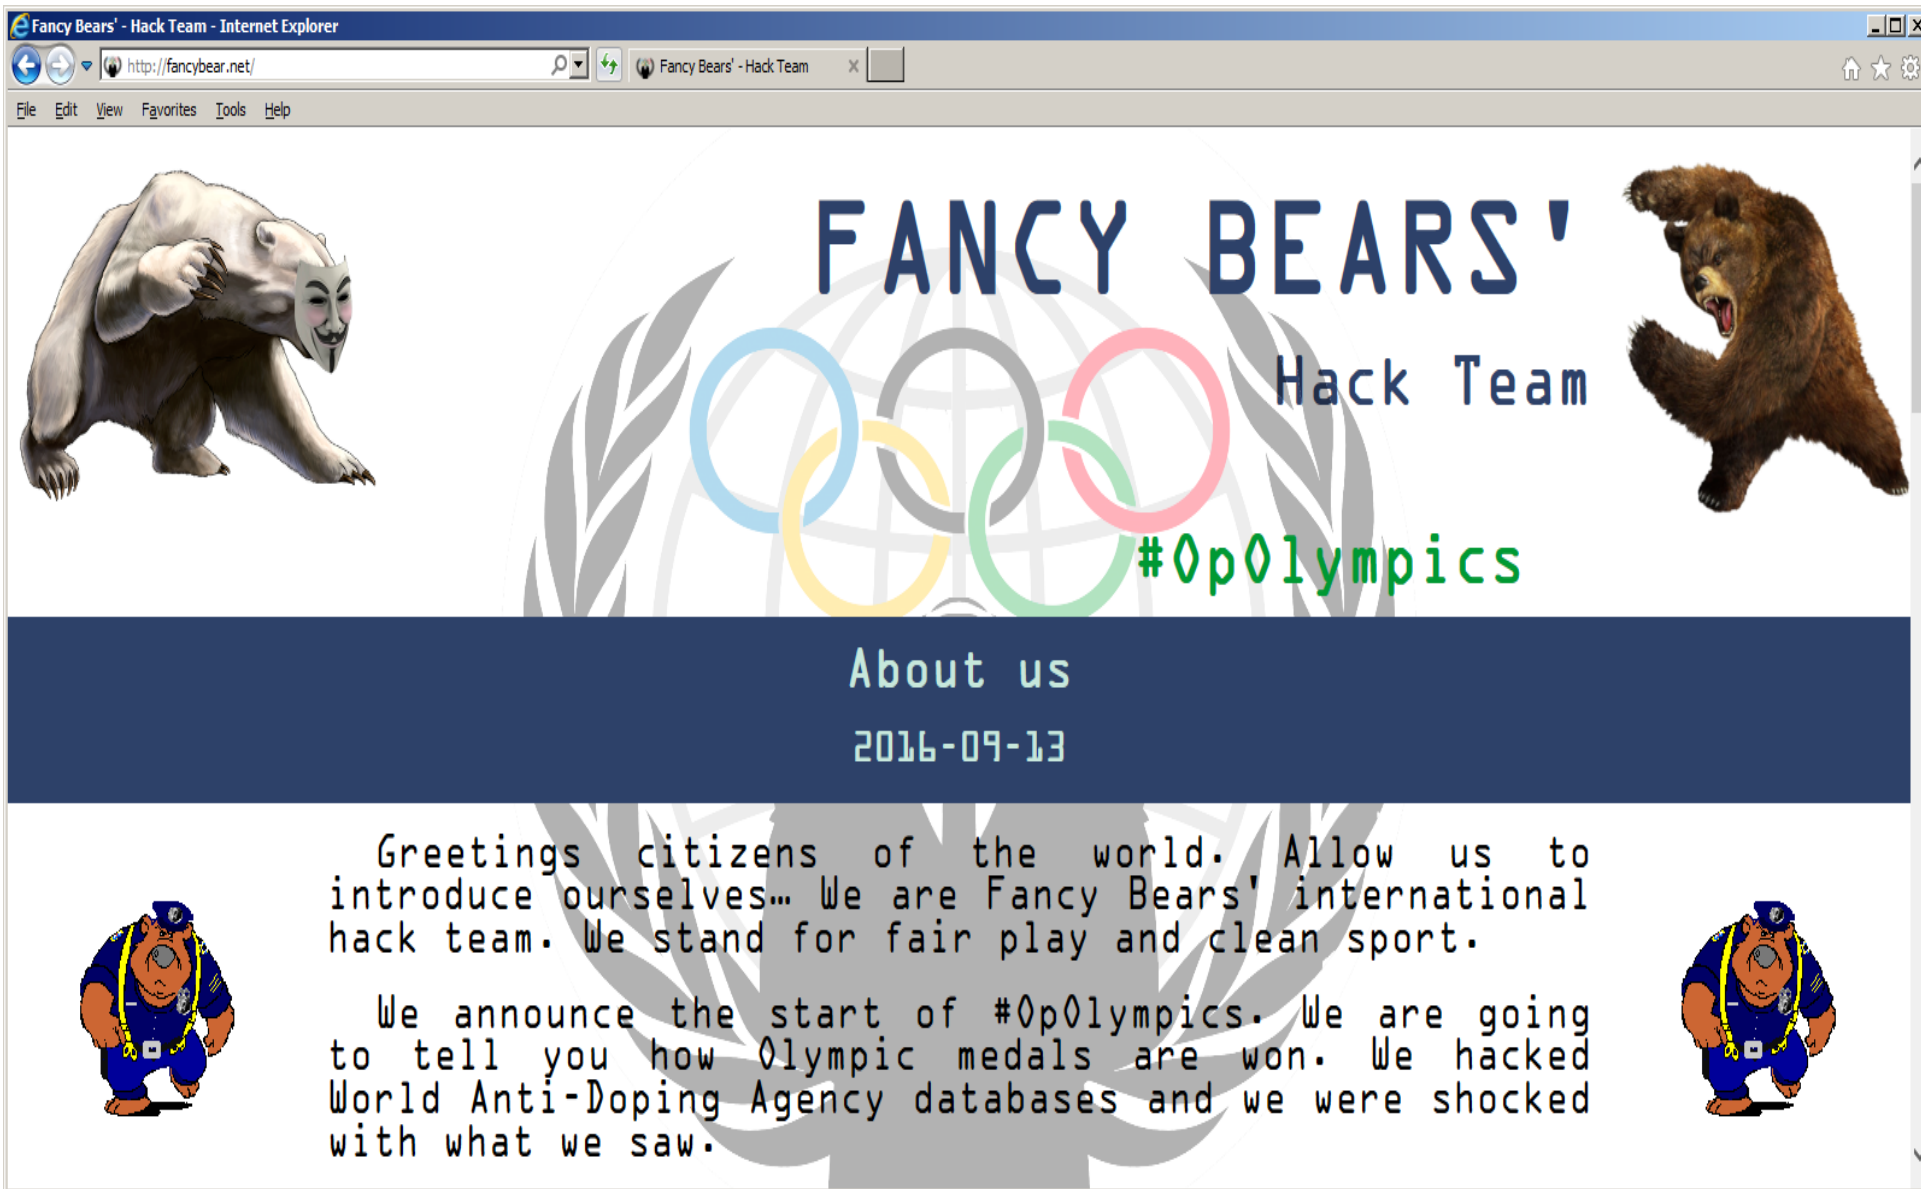 Fancy Bears' - Hack Team - Internet Explorer
http://fancybear.net/
Fancy Bears' - Hack Team
File Edit View Favorites Tools Help
FANCY BEARS'
Hack Team
#OpOlympics
About us
2016-09-13
Greetings citizens of the world. Allow us to
introduce ourselves… We are Fancy Bears' international
hack team. We stand for fair play and clean sport.
We announce the start of #OpOlympics. We are going
to tell you how Olympic medals are won. We hacked
World Anti-Doping Agency databases and we were shocked
with what we saw.